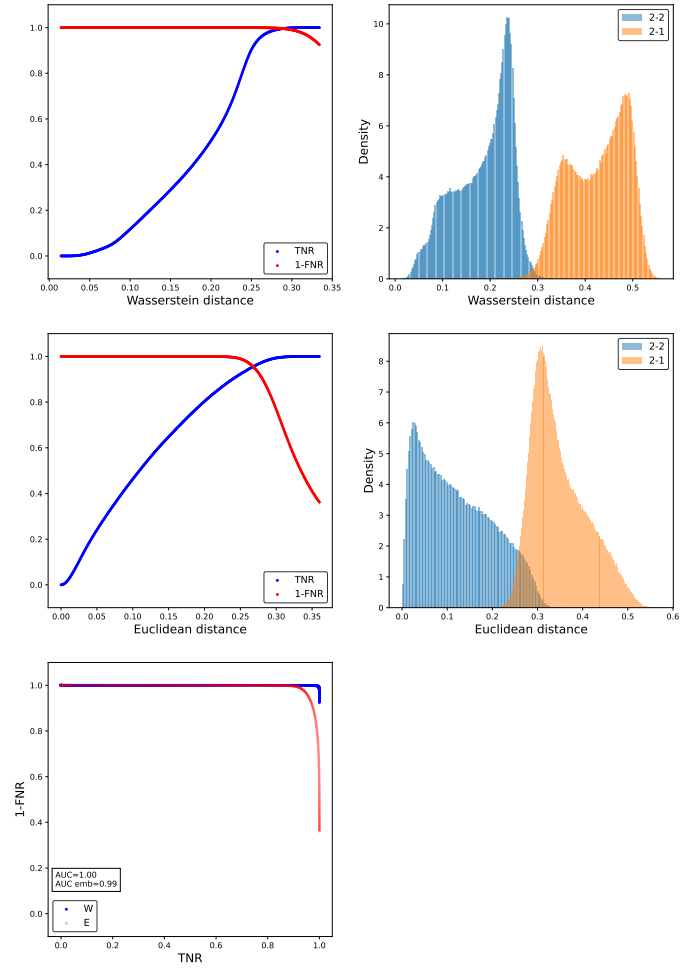 1.0
0.8
0.6
0.4
0.2
0.0
0.00 0.05 0.10 0.15 0.20 0.25 0.30 0.35
Wasserstein distance
TNR
1-FNR
10
8
6
4
2
0
Density
0.0 0.1 0.2 0.3 0.4 0.5
Wasserstein distance
2-2
2-1
1.0
0.8
0.6
0.4
0.2
0.0
0.00 0.05 0.10 0.15 0.20 0.25 0.30 0.35
Euclidean distance
TNR
1-FNR
8
7
6
5
4
3
2
1
0
Density
0.0 0.1 0.2 0.3 0.4 0.5 0.6
Euclidean distance
2-2
2-1
1.0
0.8
0.6
0.4
0.2
0.0
1-FNR
AUC=1.00
AUC emb=0.99
W
E
0.0 0.2 0.4 0.6 0.8 1.0
TNR